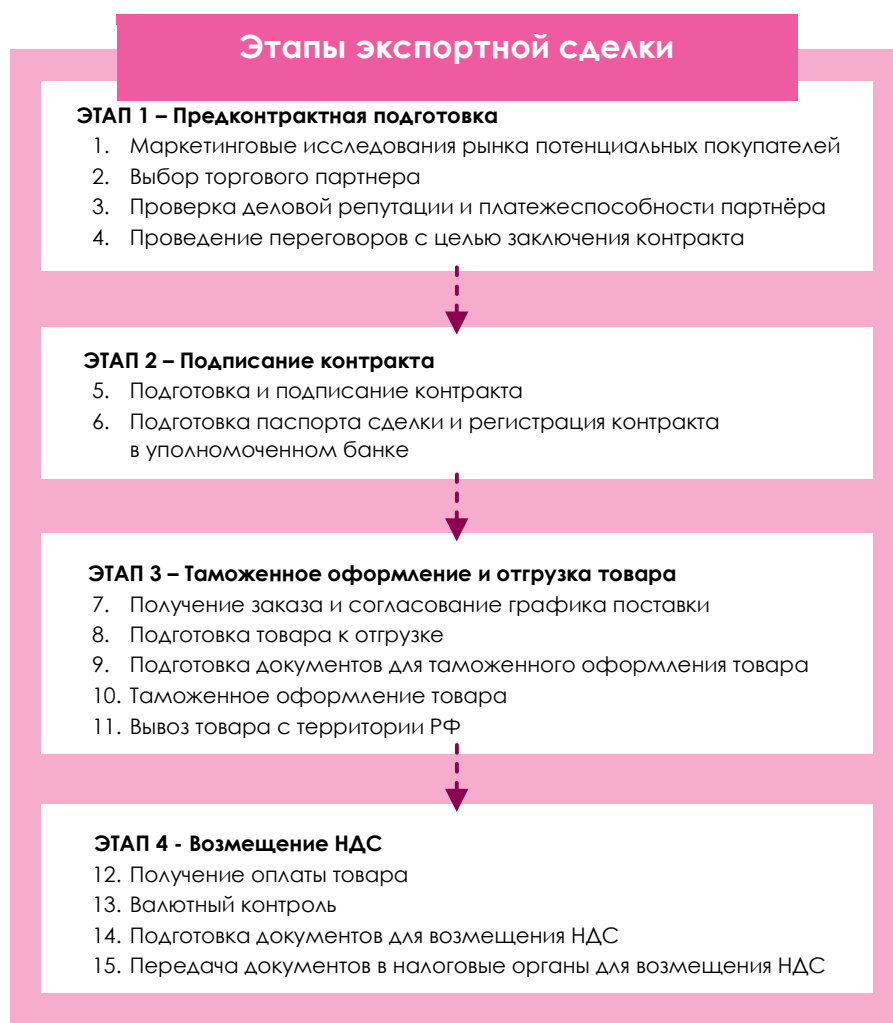 Этапы экспортной сделки
ЭТАП 1 – Предконтрактная подготовка
1. Маркетинговые исследования рынка потенциальных покупателей
2. Выбор торгового партнера
3. Проверка деловой репутации и платежеспособности партнёра
4. Проведение переговоров с целью заключения контракта
ЭТАП 2 – Подписание контракта
5. Подготовка и подписание контракта
6. Подготовка паспорта сделки и регистрация контракта
в уполномоченном банке
ЭТАП 3 – Таможенное оформление и отгрузка товара
7. Получение заказа и согласование графика поставки
8. Подготовка товара к отгрузке
9. Подготовка документов для таможенного оформления товара
10. Таможенное оформление товара
11. Вывоз товара с территории РФ
ЭТАП 4 - Возмещение НДС
12. Получение оплаты товара
13. Валютный контроль
14. Подготовка документов для возмещения НДС
15. Передача документов в налоговые органы для возмещения НДС